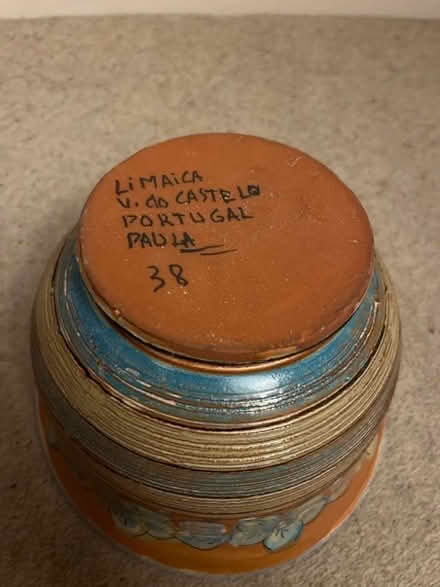 LiMAiCA
V. do CASTELO
PORTUGAL
PAULA
38